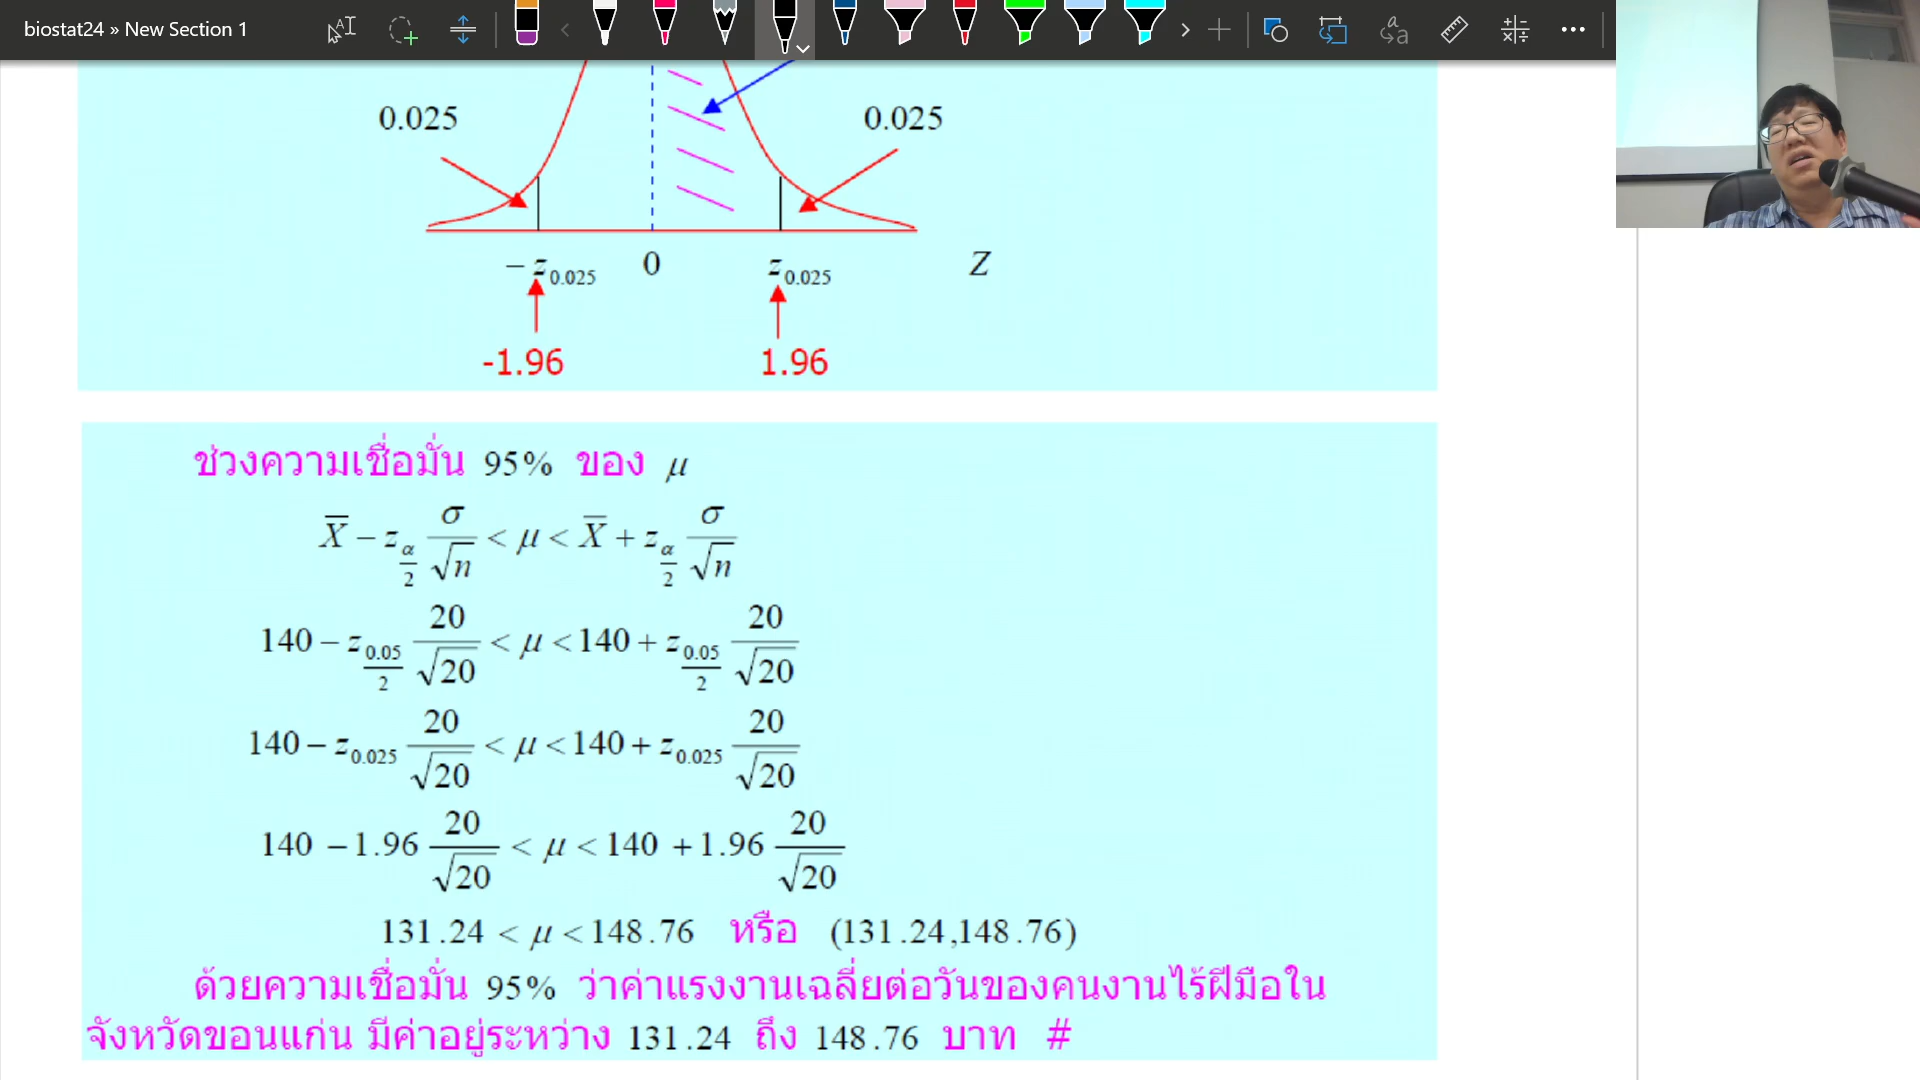 biostat24 » New Section 1
0.025 0.025
−z0.025 0 z0.025 Z
-1.96 1.96
ช่วงความเชื่อมั่น 95% ของ μ
X̅ − z α/2 σ/√n < μ < X̅ + z α/2 σ/√n
140 − z 0.05/2 20/√20 < μ < 140 + z 0.05/2 20/√20
140 − z0.025 20/√20 < μ < 140 + z0.025 20/√20
140 − 1.96 20/√20 < μ < 140 + 1.96 20/√20
131.24 < μ < 148.76 หรือ (131.24,148.76)
ด้วยความเชื่อมั่น 95% ว่าค่าแรงงานเฉลี่ยต่อวันของคนงานไร้ฝีมือใน
จังหวัดขอนแก่น มีค่าอยู่ระหว่าง 131.24 ถึง 148.76 บาท #